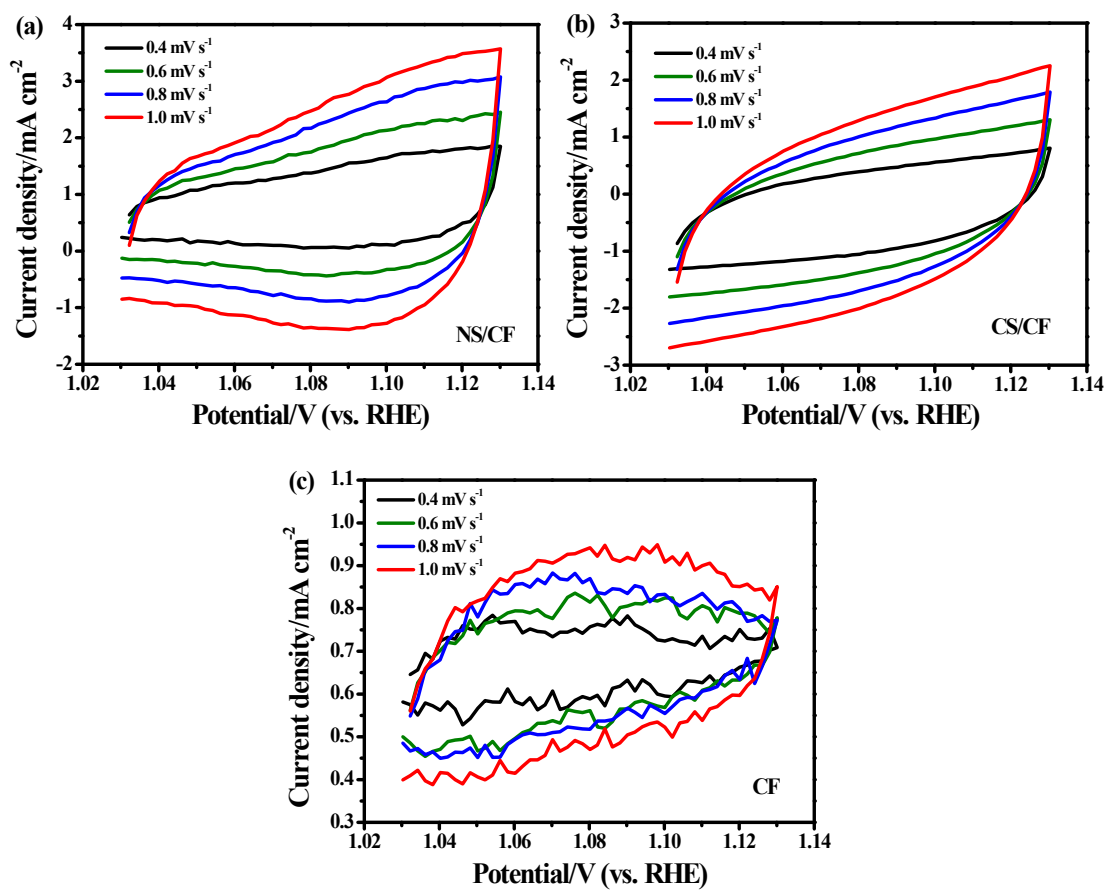 (a)
0.4 mV s⁻¹
0.6 mV s⁻¹
0.8 mV s⁻¹
1.0 mV s⁻¹
4
3
2
1
0
-1
-2
Current density/mA cm⁻²
NS/CF
1.02 1.04 1.06 1.08 1.10 1.12 1.14
Potential/V (vs. RHE)
(b)
0.4 mV s⁻¹
0.6 mV s⁻¹
0.8 mV s⁻¹
1.0 mV s⁻¹
3
2
1
0
-1
-2
-3
Current density/mA cm⁻²
CS/CF
1.02 1.04 1.06 1.08 1.10 1.12 1.14
Potential/V (vs. RHE)
(c)
0.4 mV s⁻¹
0.6 mV s⁻¹
0.8 mV s⁻¹
1.0 mV s⁻¹
1.1
1.0
0.9
0.8
0.7
0.6
0.5
0.4
0.3
Current density/mA cm⁻²
CF
1.02 1.04 1.06 1.08 1.10 1.12 1.14
Potential/V (vs. RHE)